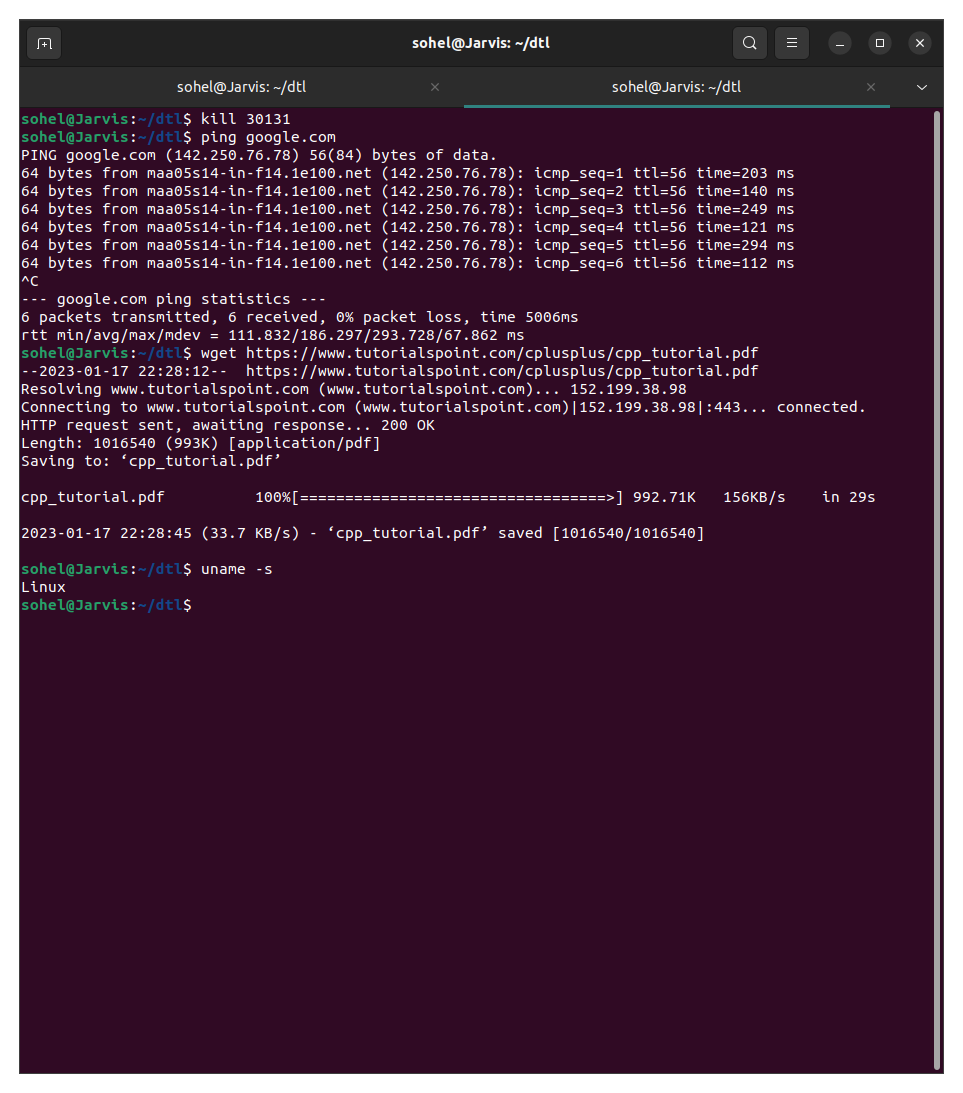 sohel@Jarvis: ~/dtl
sohel@Jarvis: ~/dtl
sohel@Jarvis: ~/dtl
sohel@Jarvis:~/dtl$ kill 30131
sohel@Jarvis:~/dtl$ ping google.com
PING google.com (142.250.76.78) 56(84) bytes of data.
64 bytes from maa05s14-in-f14.1e100.net (142.250.76.78): icmp_seq=1 ttl=56 time=203 ms
64 bytes from maa05s14-in-f14.1e100.net (142.250.76.78): icmp_seq=2 ttl=56 time=140 ms
64 bytes from maa05s14-in-f14.1e100.net (142.250.76.78): icmp_seq=3 ttl=56 time=249 ms
64 bytes from maa05s14-in-f14.1e100.net (142.250.76.78): icmp_seq=4 ttl=56 time=121 ms
64 bytes from maa05s14-in-f14.1e100.net (142.250.76.78): icmp_seq=5 ttl=56 time=294 ms
64 bytes from maa05s14-in-f14.1e100.net (142.250.76.78): icmp_seq=6 ttl=56 time=112 ms
^C
--- google.com ping statistics ---
6 packets transmitted, 6 received, 0% packet loss, time 5006ms
rtt min/avg/max/mdev = 111.832/186.297/293.728/67.862 ms
sohel@Jarvis:~/dtl$ wget https://www.tutorialspoint.com/cplusplus/cpp_tutorial.pdf
--2023-01-17 22:28:12--  https://www.tutorialspoint.com/cplusplus/cpp_tutorial.pdf
Resolving www.tutorialspoint.com (www.tutorialspoint.com)... 152.199.38.98
Connecting to www.tutorialspoint.com (www.tutorialspoint.com)|152.199.38.98|:443... connected.
HTTP request sent, awaiting response... 200 OK
Length: 1016540 (993K) [application/pdf]
Saving to: ‘cpp_tutorial.pdf’
cpp_tutorial.pdf          100%[==================================>] 992.71K   156KB/s    in 29s
2023-01-17 22:28:45 (33.7 KB/s) - ‘cpp_tutorial.pdf’ saved [1016540/1016540]
sohel@Jarvis:~/dtl$ uname -s
Linux
sohel@Jarvis:~/dtl$